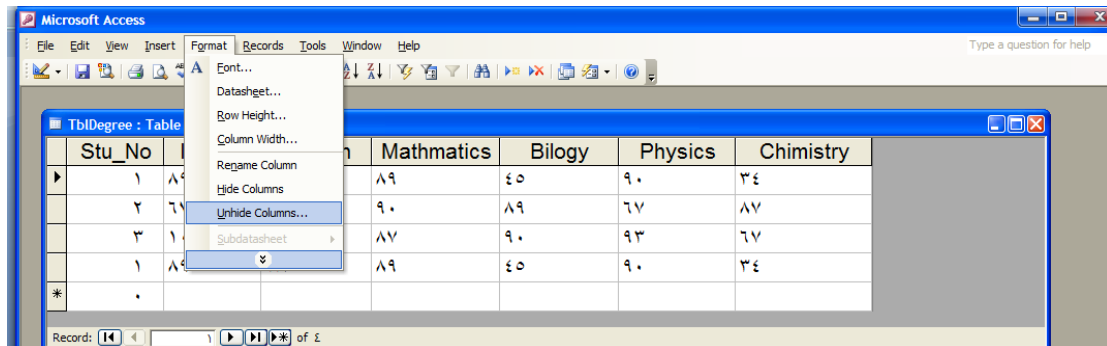 Microsoft Access
File Edit View Insert Format Records Tools Window Help Type a question for help
Font...
Datasheet...
Row Height...
Column Width...
Rename Column
Hide Columns
Unhide Columns...
Subdatasheet
TblDegree : Table
Stu_No Mathmatics Bilogy Physics Chimistry
١ ٨٩ ٤٥ ٩٠ ٣٤
٢ ٩٠ ٨٩ ٦٧ ٨٧
٣ ٨٧ ٩٠ ٩٣ ٦٧
١ ٨٩ ٤٥ ٩٠ ٣٤
٠
Record: ١ of ٤